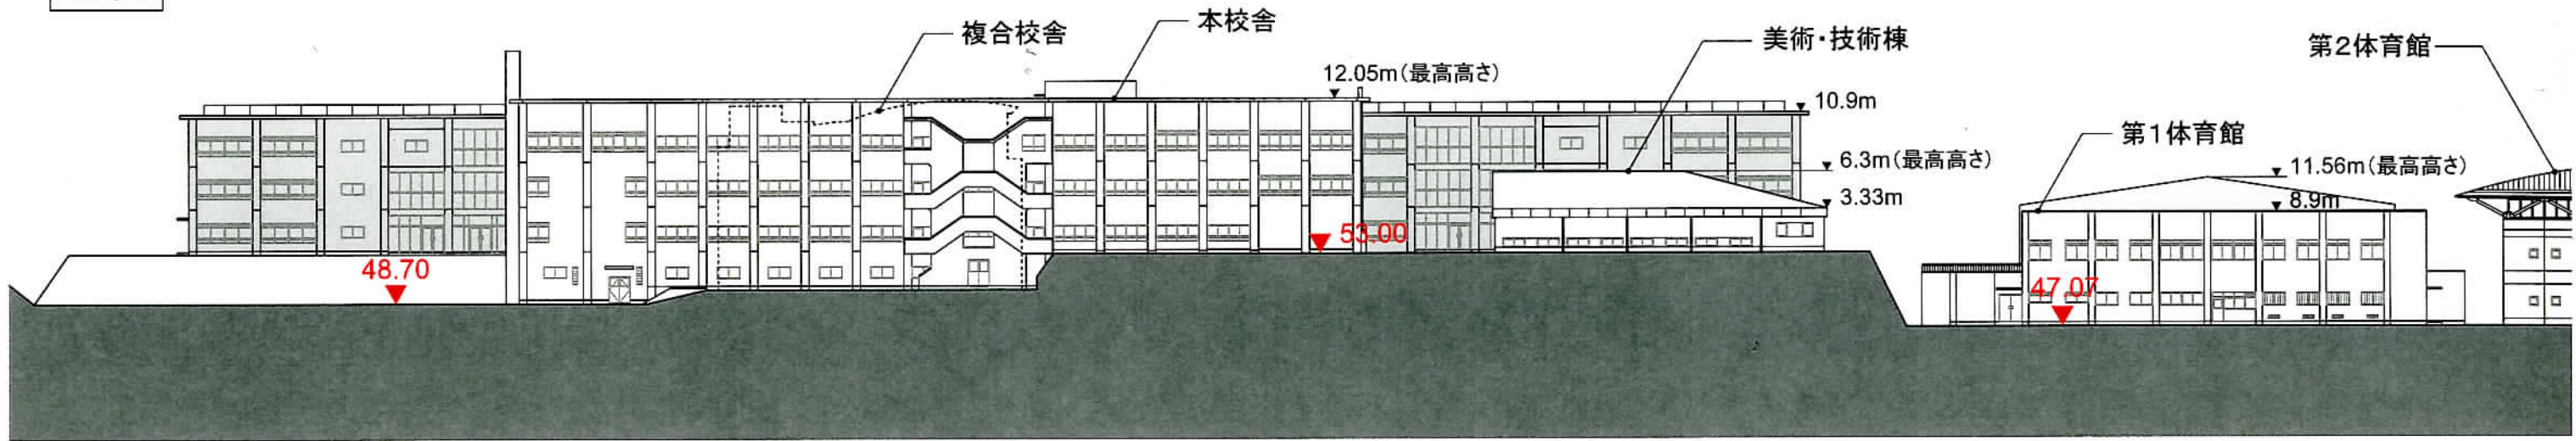 複合校舎
本校舎
美術・技術棟
第2体育館
12.05m(最高高さ)
10.9m
第1体育館
6.3m(最高高さ)
11.56m(最高高さ)
3.33m
8.9m
53.00
48.70
47.07